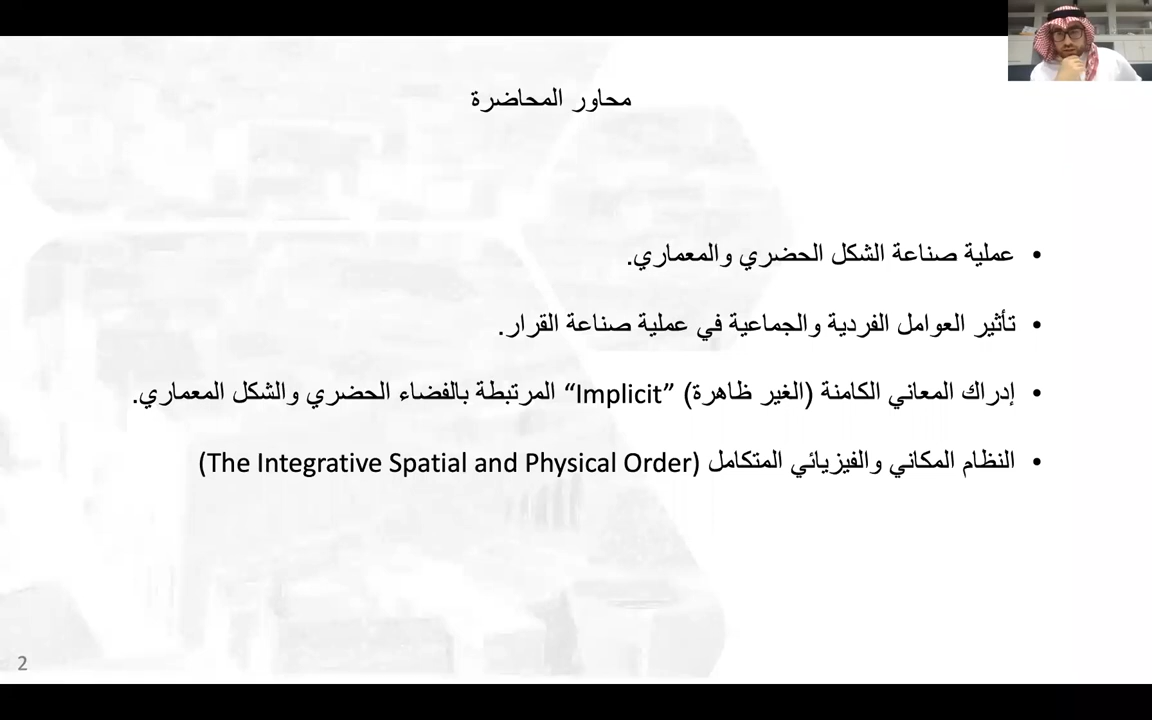 محاور المحاضرة
• عملية صناعة الشكل الحضري والمعماري.
• تأثير العوامل الفردية والجماعية في عملية صناعة القرار.
• إدراك المعاني الكامنة (الغير ظاهرة) “Implicit” المرتبطة بالفضاء الحضري والشكل المعماري.
• النظام المكاني والفيزيائي المتكامل (The Integrative Spatial and Physical Order)
2